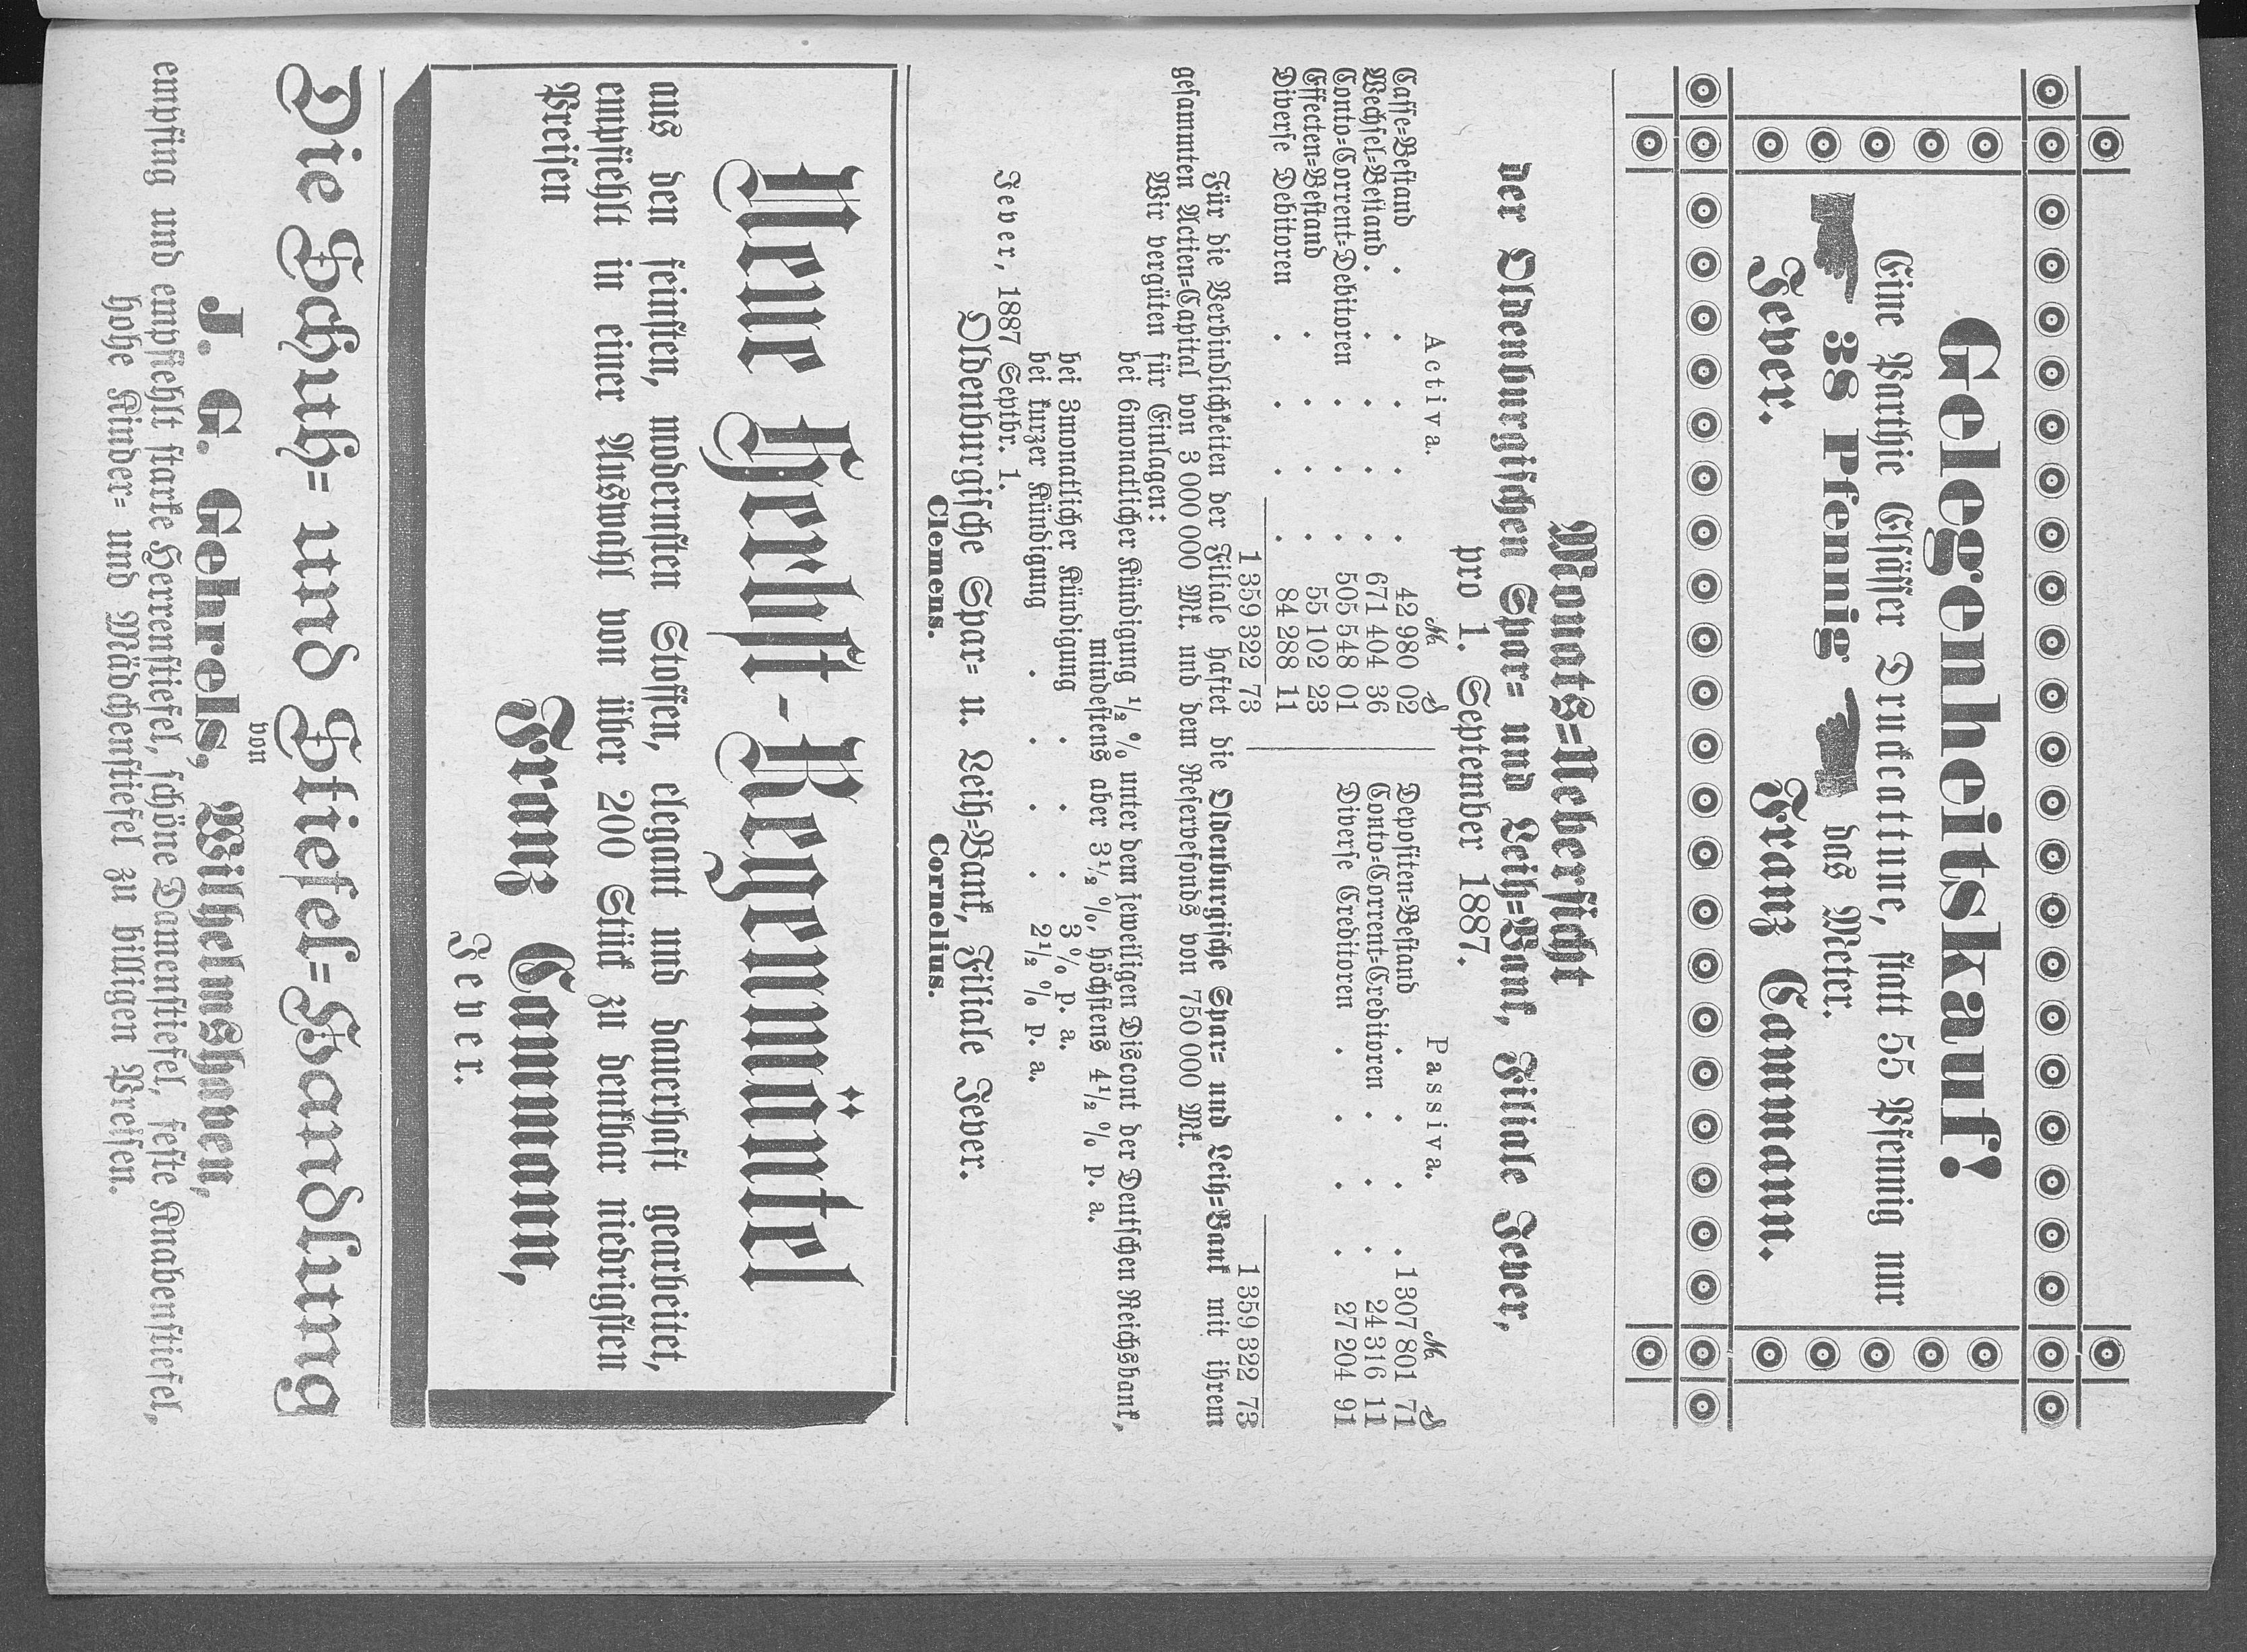 Gelegenheitskauf!
Eine Parthie Elsässer Druckcattune, statt 55 Pfennig nur
38 Pfennig das Meter.
Jever. Franz Cammann.
Monats=Uebersicht
der Oldenburgischen Spar= und Leih=Bank, Filiale Jever,
pro 1. September 1887.
Activa.
M S
Casse=Bestand . . . . . 42 980 02
Wechsel=Bestand . . . . . 671 404 36
Conto=Corrent=Debitoren . . . 505 548 01
Effecten=Bestand . . . . 55 102 23
Diverse Debitoren . . . . 84 288 11
1 359 322 73
Passiva.
M S
Depositen=Bestand . . . . 1 307 801 71
Conto=Corrent=Creditoren . . . 24 316 11
Diverse Creditoren . . . . 27 204 91
1 359 322 73
Für die Verbindlichkeiten der Filiale haftet die Oldenburgische Spar= und Leih=Bank mit ihrem
gesammten Actien=Capital von 3 000 000 Mk. und dem Reservefonds von 750 000 Mk.
Wir vergüten für Einlagen:
bei 6monatlicher Kündigung 1/2 % unter dem jeweiligen Discont der Deutschen Reichsbank,
mindestens aber 3 1/2 %, höchstens 4 1/2 % p. a.
bei 3monatlicher Kündigung . . . 3 % p. a.
bei kurzer Kündigung . . . . 2 1/2 % p. a.
Jever, 1887 Septbr. 1.
Oldenburgische Spar= u. Leih=Bank, Filiale Jever.
Clemens. Cornelius.
Neue Herbst-Regenmäntel
aus den feinsten, modernsten Stoffen, elegant und dauerhaft gearbeitet,
empfiehlt in einer Auswahl von über 200 Stück zu denkbar niedrigsten
Preisen
Franz Cammann,
Jever.
Die Schuh= und Stiefel=Handlung
von
J. G. Gehrels, Wilhelmshaven,
empfing und empfiehlt starke Herrenstiefel, schöne Damenstiefel, feste Knabenstiefel,
hohe Kinder= und Mädchenstiefel zu billigen Preisen.